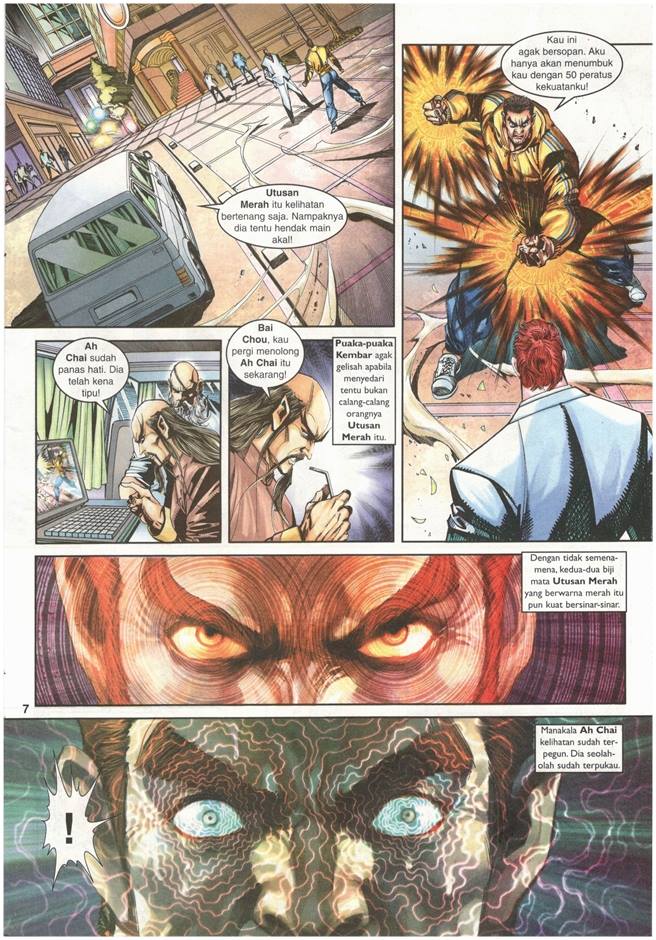 Utusan
Merah itu kelihatan
bertenang saja. Nampaknya
dia tentu hendak main
akal!
Kau ini
agak bersopan. Aku
hanya akan menumbuk
kau dengan 50 peratus
kekuatanku!
Ah
Chai sudah
panas hati. Dia
telah kena
tipu!
Bai
Chou, kau
pergi menolong
Ah Chai itu
sekarang!
Puaka-puaka
Kembar agak
gelisah apabila
menyedari
tentu bukan
calang-calang
orangnya
Utusan
Merah itu.
Dengan tidak semena-
mena, kedua-dua biji
mata Utusan Merah
yang berwarna merah itu
pun kuat bersinar-sinar.
7
Manakala Ah Chai
kelihatan sudah ter-
pegun. Dia seolah-
olah sudah terpukau.
!